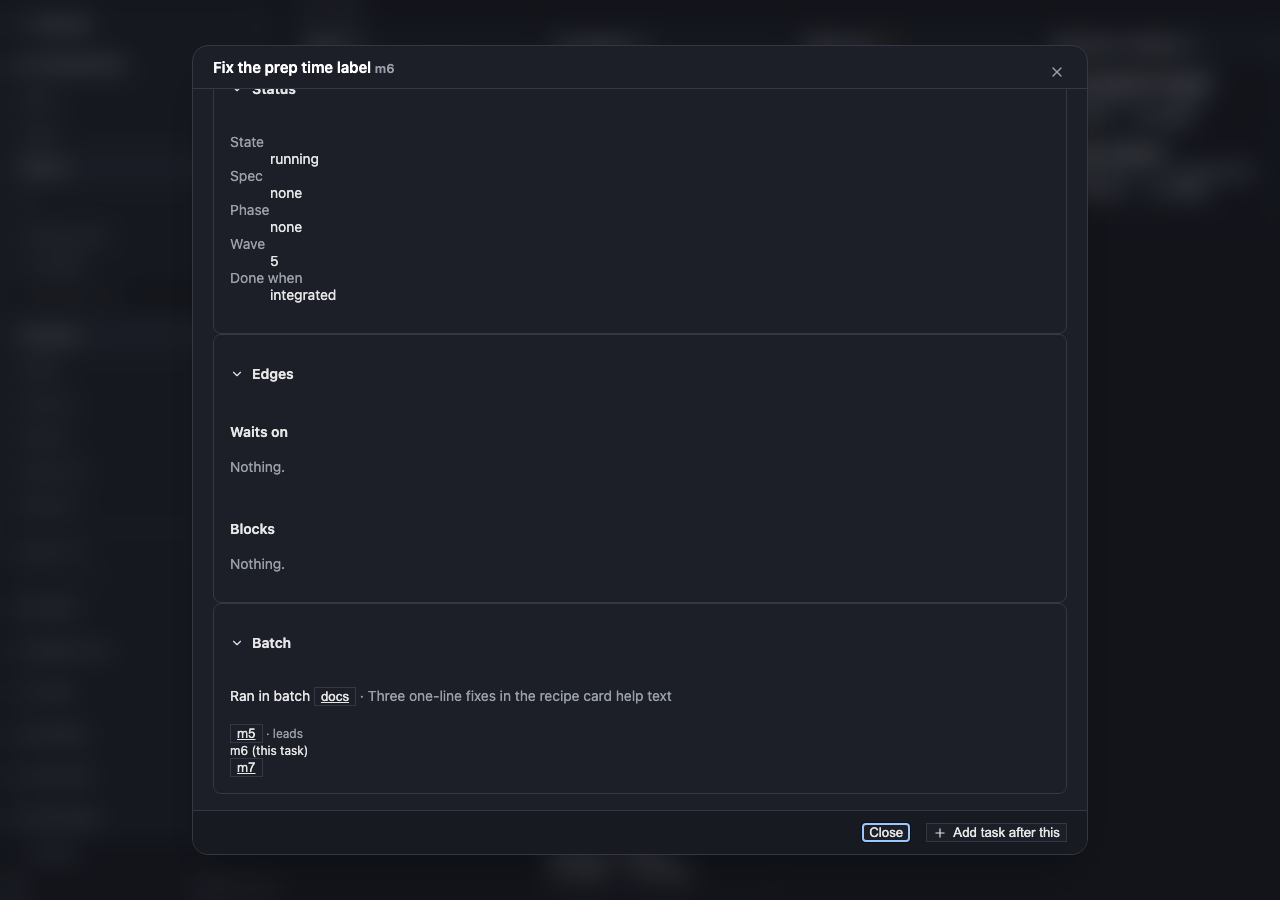 Fix the prep time label m6
Status
State
running
Spec
none
Phase
none
Wave
5
Done when
integrated
Edges
Waits on
Nothing.
Blocks
Nothing.
Batch
Ran in batch docs · Three one-line fixes in the recipe card help text
m5 · leads
m6 (this task)
m7
Close + Add task after this